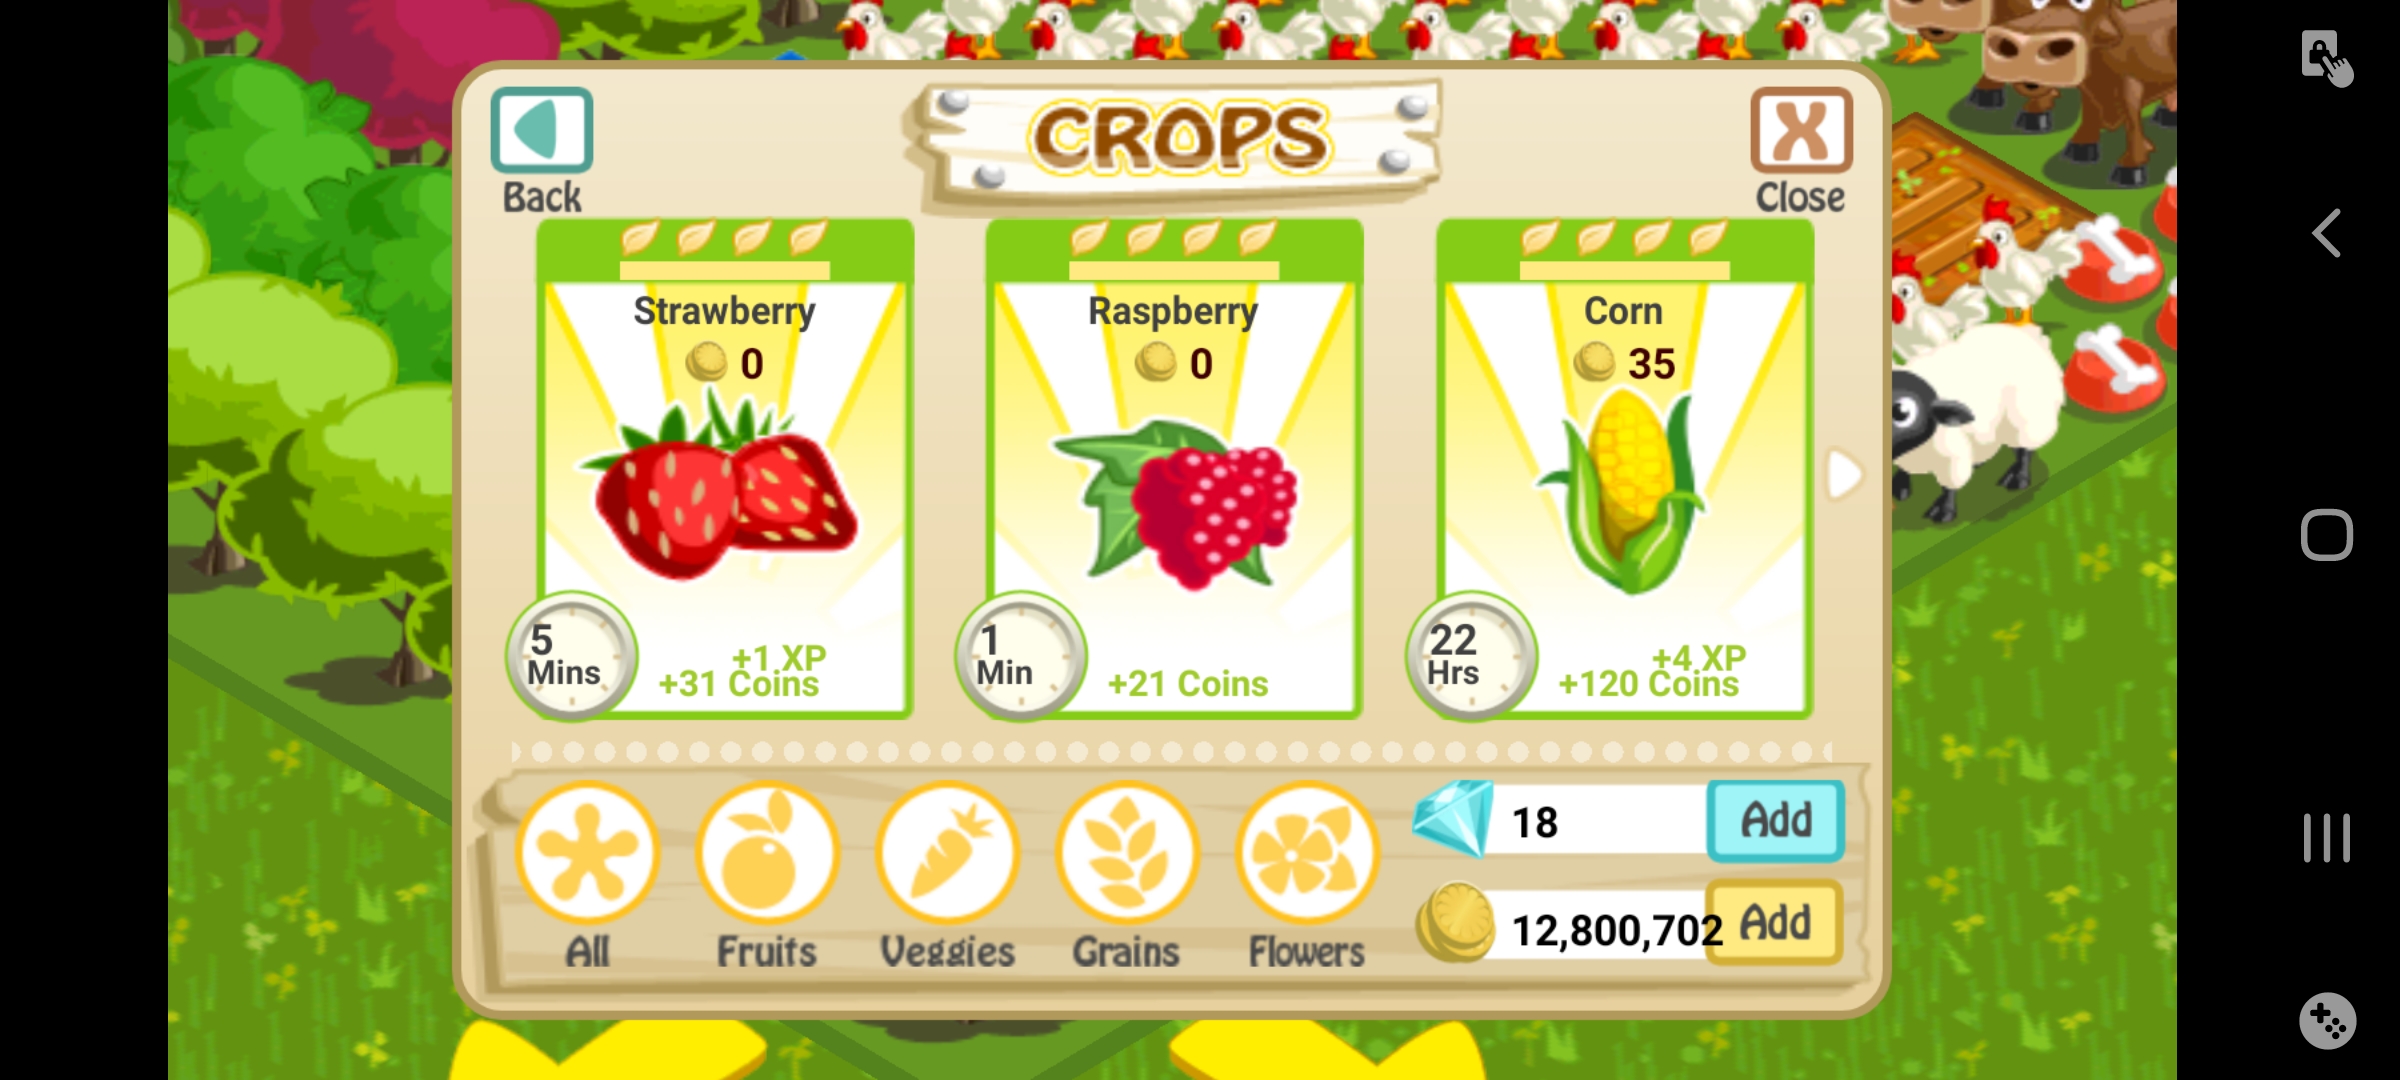 CROPS
Back
Close
Strawberry
0
5
Mins
+1 XP
+31 Coins
Raspberry
0
1
Min
+21 Coins
Corn
35
22
Hrs
+4 XP
+120 Coins
All
Fruits
Veggies
Grains
Flowers
18
Add
12,800,702
Add